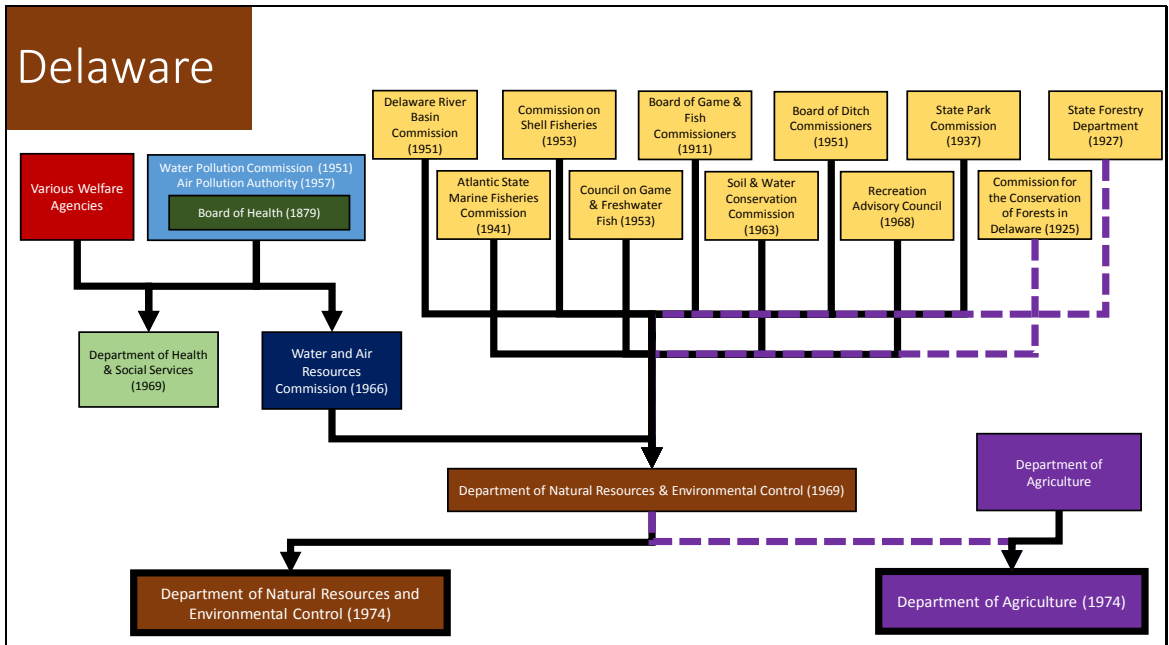 Delaware
Delaware River
Basin
Commission
(1951)
Commission on
Shell Fisheries
(1953)
Board of Game &
Fish
Commissioners
(1911)
Board of Ditch
Commissioners
(1951)
State Park
Commission
(1937)
State Forestry
Department
(1927)
Various Welfare
Agencies
Water Pollution Commission (1951)
Air Pollution Authority (1957)
Board of Health (1879)
Atlantic State
Marine Fisheries
Commission
(1941)
Council on Game
& Freshwater
Fish (1953)
Soil & Water
Conservation
Commission
(1963)
Recreation
Advisory Council
(1968)
Commission for
the Conservation
of Forests in
Delaware (1925)
Department of Health
& Social Services
(1969)
Water and Air
Resources
Commission (1966)
Department of Natural Resources & Environmental Control (1969)
Department of
Agriculture
Department of Natural Resources and
Environmental Control (1974)
Department of Agriculture (1974)